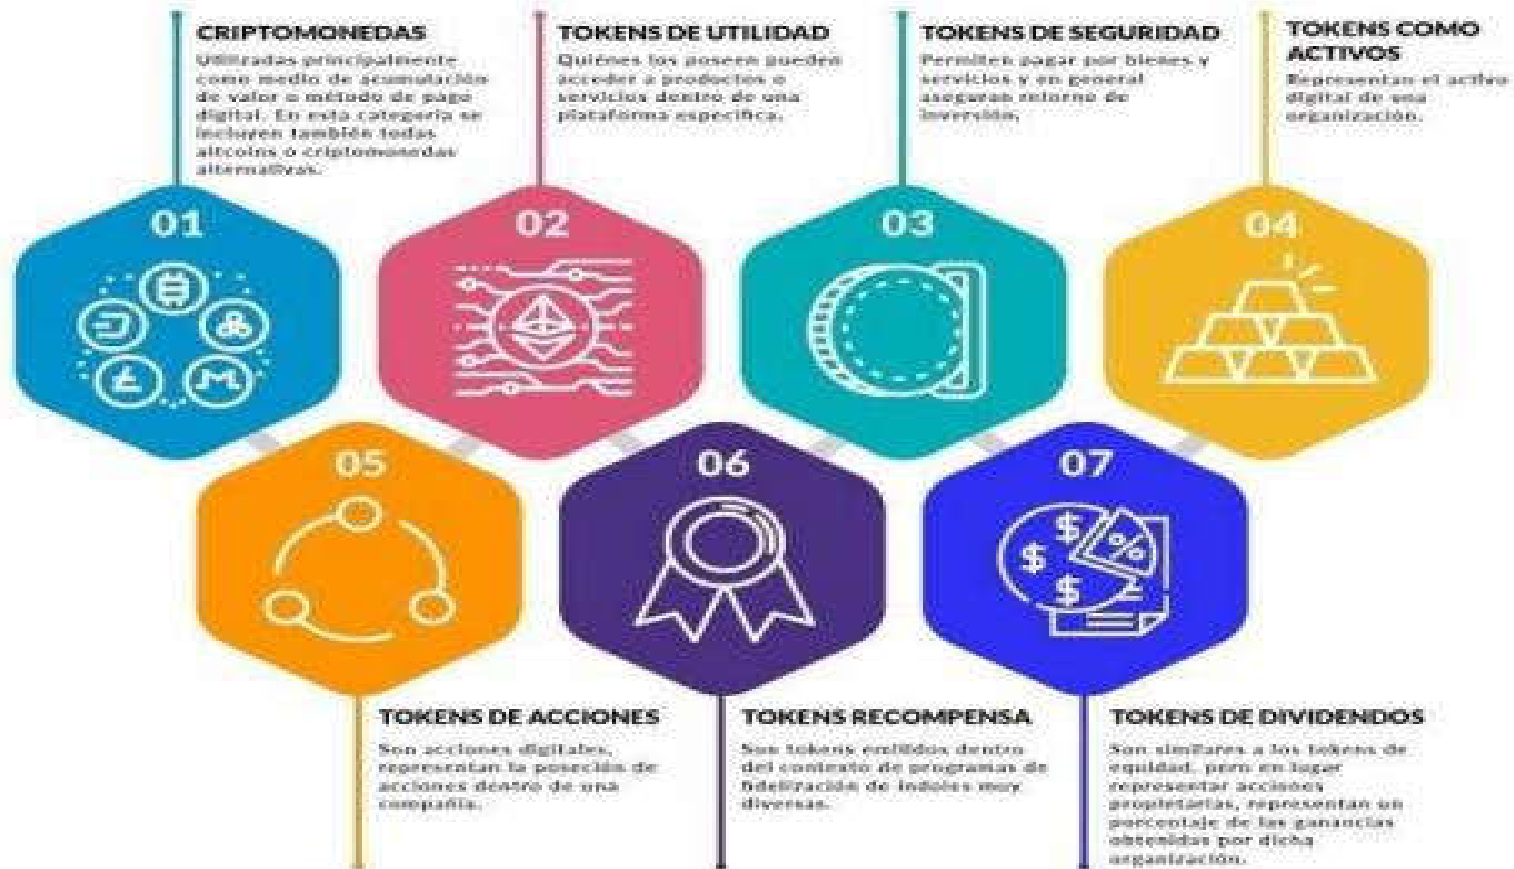 CRIPTOMONEDAS
Utilizadas principalmente
como medio de acumulación
de valor o método de pago
digital. En esta categoría se
incluyen también todas
altcoins o criptomonedas
alternativas.
TOKENS DE UTILIDAD
Quiénes los poseen pueden
acceder a productos o
servicios dentro de una
plataforma específica.
TOKENS DE SEGURIDAD
Permiten pagar por bienes y
servicios y en general
aseguran retorno de
inversión.
TOKENS COMO
ACTIVOS
Representan el activo
digital de una
organización.
01
02
03
04
05
06
07
$
$
$
%
TOKENS DE ACCIONES
Son acciones digitales,
representan la poseción de
acciones dentro de una
compañía.
TOKENS RECOMPENSA
Son tokens emitidos dentro
del contexto de programas de
fidelización de índoles muy
diversas.
TOKENS DE DIVIDENDOS
Son similares a los tokens de
equidad, pero en lugar
representar acciones
propietarias, representan un
porcentaje de las ganancias
obtenidas por dicha
organización.